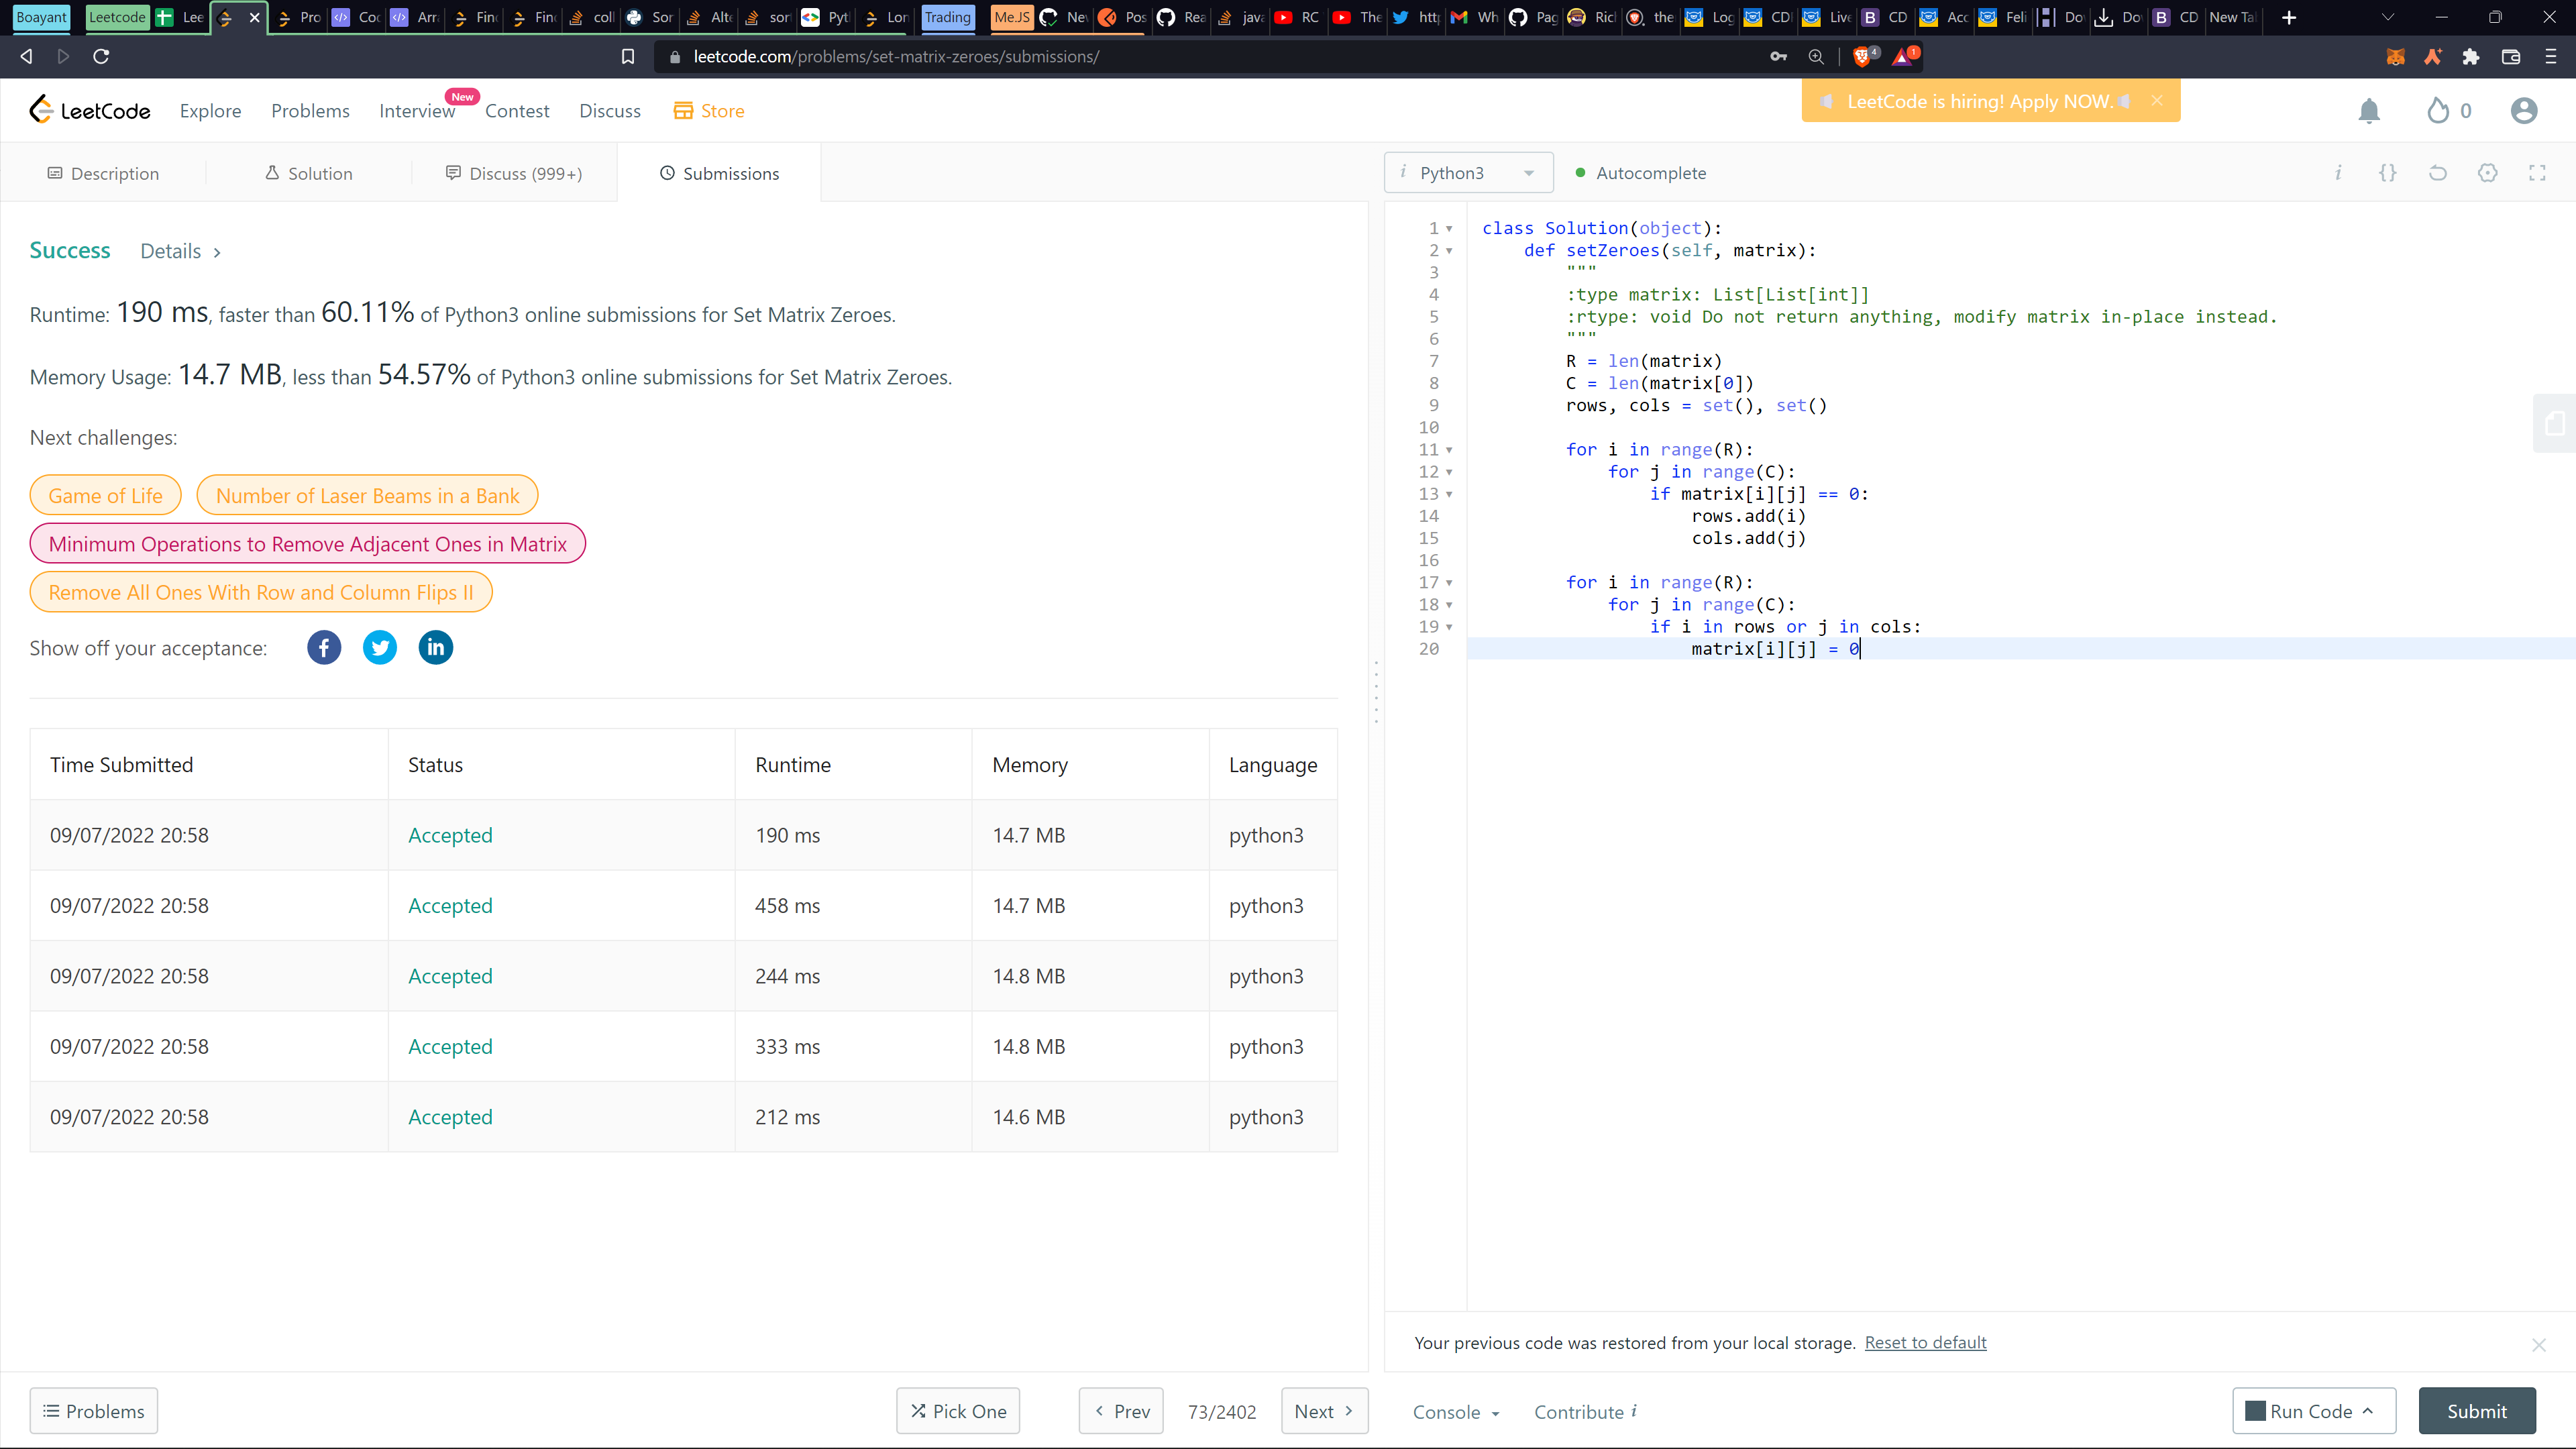 Boayant Leetcode Lee Pro Coc Arr Fin Fin coll Sor Alte sor Pyt Lon Trading Me.JS Nev Pos Rea java RC The http Wh Pag Ric the Log CD Live CD Acc Feli Do Do CD New Ta
leetcode.com/problems/set-matrix-zeroes/submissions/ 4 1
LeetCode Explore Problems Interview New Contest Discuss Store LeetCode is hiring! Apply NOW. 0
Description Solution Discuss (999+) Submissions i Python3 Autocomplete i {}
Success Details >
Runtime: 190 ms, faster than 60.11% of Python3 online submissions for Set Matrix Zeroes.
Memory Usage: 14.7 MB, less than 54.57% of Python3 online submissions for Set Matrix Zeroes.
Next challenges:
Game of Life Number of Laser Beams in a Bank
Minimum Operations to Remove Adjacent Ones in Matrix
Remove All Ones With Row and Column Flips II
Show off your acceptance:
Time Submitted Status Runtime Memory Language
09/07/2022 20:58 Accepted 190 ms 14.7 MB python3
09/07/2022 20:58 Accepted 458 ms 14.7 MB python3
09/07/2022 20:58 Accepted 244 ms 14.8 MB python3
09/07/2022 20:58 Accepted 333 ms 14.8 MB python3
09/07/2022 20:58 Accepted 212 ms 14.6 MB python3
1 class Solution(object):
2 def setZeroes(self, matrix):
3 """
4 :type matrix: List[List[int]]
5 :rtype: void Do not return anything, modify matrix in-place instead.
6 """
7 R = len(matrix)
8 C = len(matrix[0])
9 rows, cols = set(), set()
10
11 for i in range(R):
12 for j in range(C):
13 if matrix[i][j] == 0:
14 rows.add(i)
15 cols.add(j)
16
17 for i in range(R):
18 for j in range(C):
19 if i in rows or j in cols:
20 matrix[i][j] = 0
Your previous code was restored from your local storage. Reset to default
Problems Pick One Prev 73/2402 Next Console Contribute i Run Code Submit